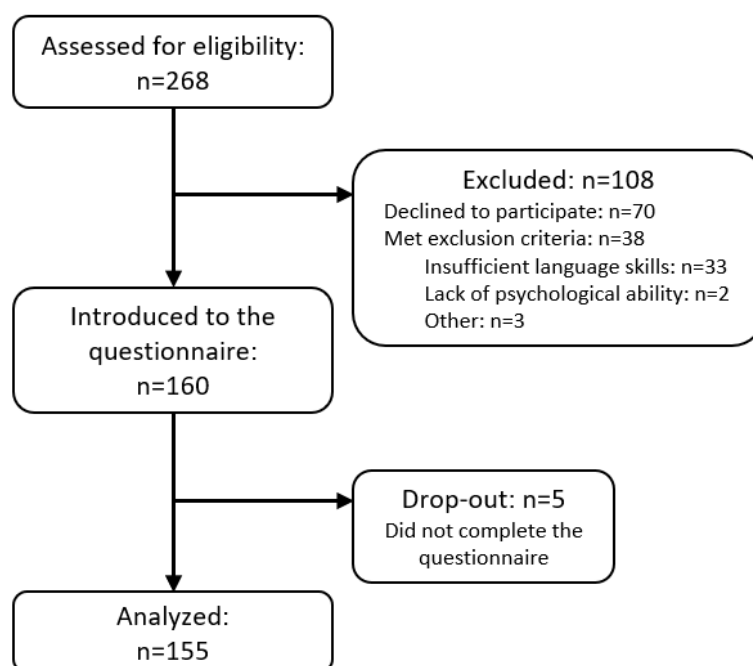 Assessed for eligibility:
n=268
Excluded: n=108
Declined to participate: n=70
Met exclusion criteria: n=38
Insufficient language skills: n=33
Lack of psychological ability: n=2
Other: n=3
Introduced to the
questionnaire:
n=160
Drop-out: n=5
Did not complete the
questionnaire
Analyzed:
n=155